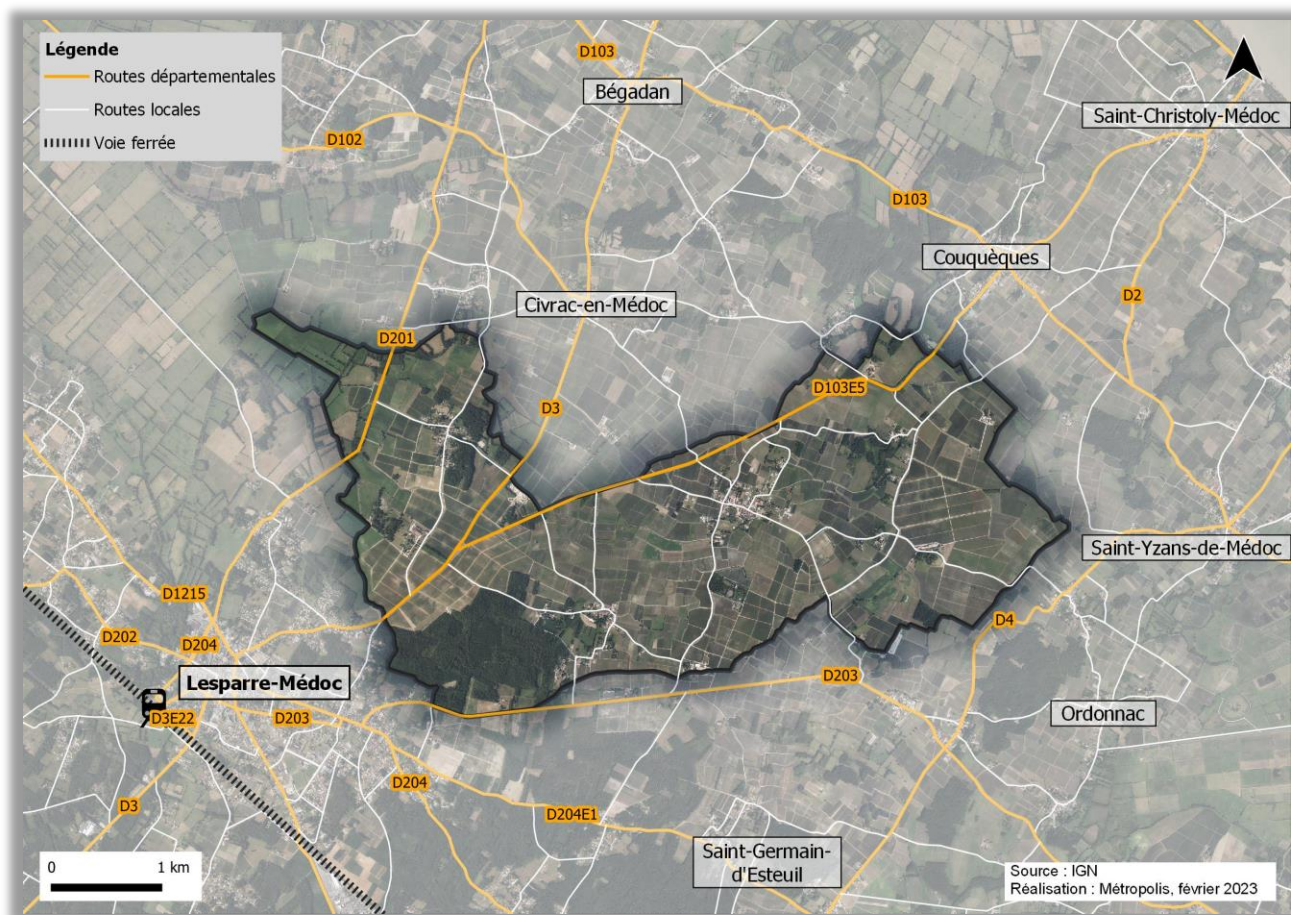 Légende
Routes départementales
Routes locales
Voie ferrée
D103
Bégadan
Saint-Christoly-Médoc
D102
D103
Couquèques
D2
Civrac-en-Médoc
D201
D103E5
D3
Saint-Yzans-de-Médoc
D1215
D4
D202
D204
D203
Lesparre-Médoc
D3E22
D203
Ordonnac
D204
D3
D204E1
Saint-Germain-
d'Esteuil
0 1 km
Source : IGN
Réalisation : Métropolis, février 2023